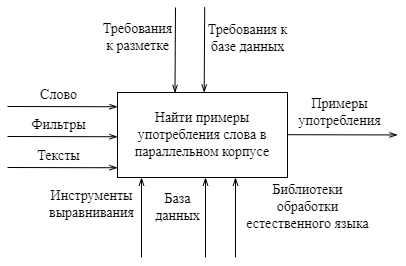 Требования
к разметке
Требования к
базе данных
Слово
Фильтры
Тексты
Найти примеры
употребления слова в
параллельном корпусе
Примеры
употребления
Инструменты
выравнивания
База
данных
Библиотеки
обработки
естественного языка